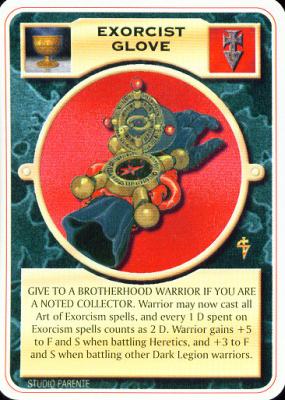 EXORCIST
GLOVE
GIVE TO A BROTHERHOOD WARRIOR IF YOU ARE
A NOTED COLLECTOR. Warrior may now cast all
Art of Exorcism spells, and every 1 D spent on
Exorcism spells counts as 2 D. Warrior gains +5
to F and S when battling Heretics, and +3 to F
and S when battling other Dark Legion warriors.
STUDIO PARENTE